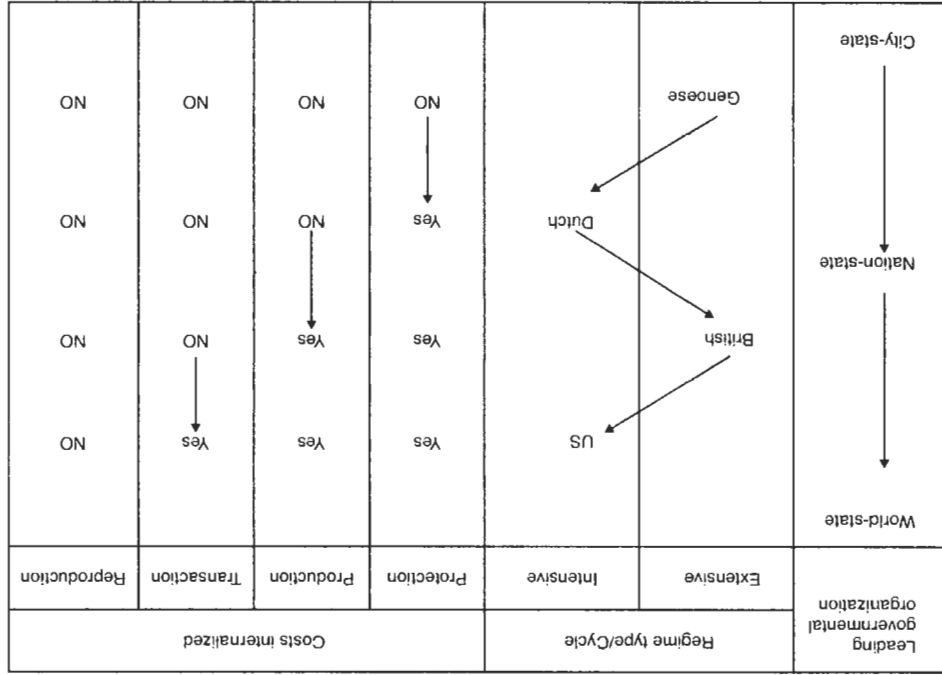 Leading
governmental
organization
Regime type/Cycle
Costs internalized
Extensive
Intensive
Protection
Production
Transaction
Reproduction
World-state
US
Yes
Yes
Yes
NO
British
Yes
Yes
NO
NO
Nation-state
Dutch
Yes
NO
NO
NO
Genoese
NO
NO
NO
NO
City-state